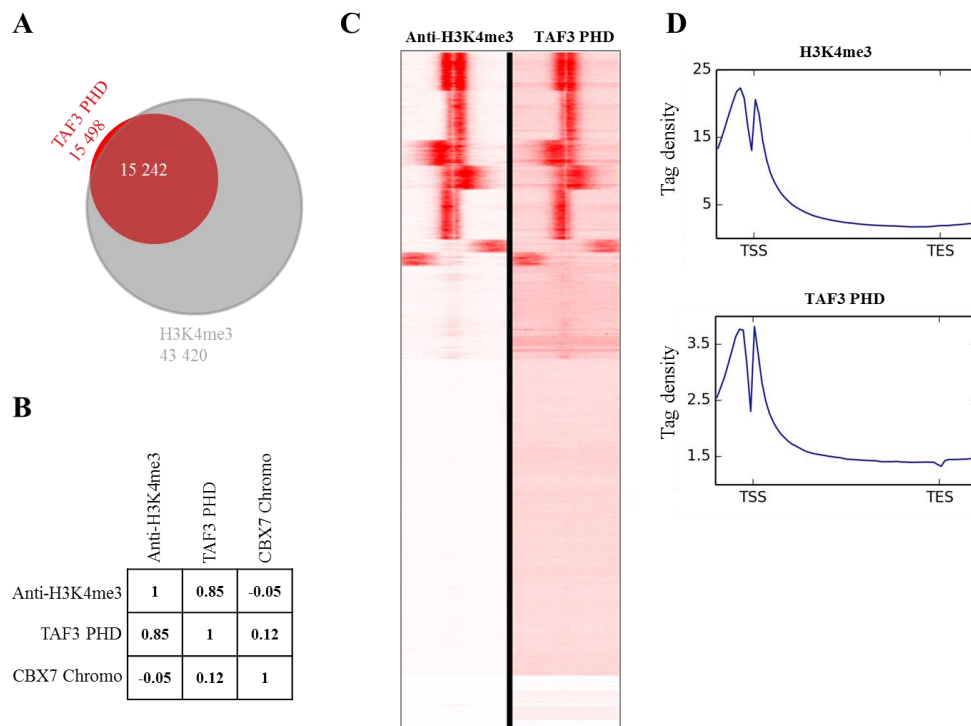 A
TAF3 PHD
15 498
15 242
H3K4me3
43 420
B
Anti-H3K4me3
TAF3 PHD
CBX7 Chromo
Anti-H3K4me3 1 0.85 -0.05
TAF3 PHD 0.85 1 0.12
CBX7 Chromo -0.05 0.12 1
C
Anti-H3K4me3 TAF3 PHD
D
H3K4me3
Tag density
25
15
5
TSS TES
TAF3 PHD
Tag density
3.5
2.5
1.5
TSS TES